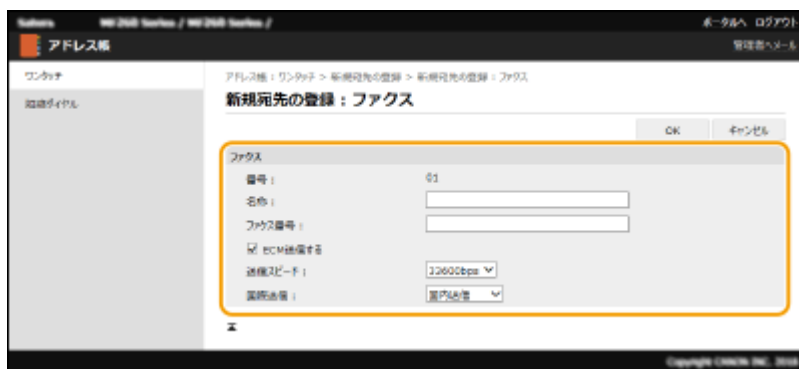 ポータルへ ログアウト
アドレス帳
管理者へメール
ワンタッチ
短縮ダイヤル
アドレス帳：ワンタッチ > 新規宛先の登録 > 新規宛先の登録：ファクス
新規宛先の登録：ファクス
OK キャンセル
ファクス
番号： 01
名称：
ファクス番号：
ECM送信する
送信スピード： 33600bps
国際送信： 国内送信
Copyright CANON INC. 2018